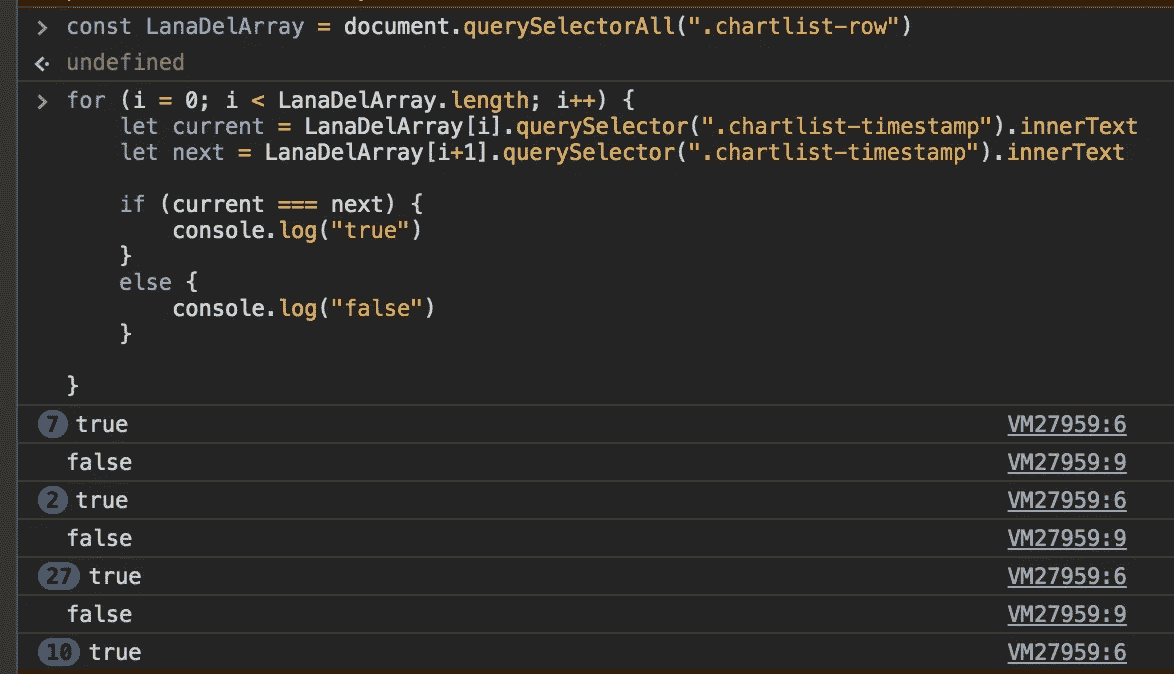 > const LanaDelArray = document.querySelectorAll(".chartlist-row")
<· undefined
> for (i = 0; i < LanaDelArray.length; i++) {
    let current = LanaDelArray[i].querySelector(".chartlist-timestamp").innerText
    let next = LanaDelArray[i+1].querySelector(".chartlist-timestamp").innerText
    if (current === next) {
        console.log("true")
    }
    else {
        console.log("false")
    }
}
7 true VM27959:6
false VM27959:9
2 true VM27959:6
false VM27959:9
27 true VM27959:6
false VM27959:9
10 true VM27959:6